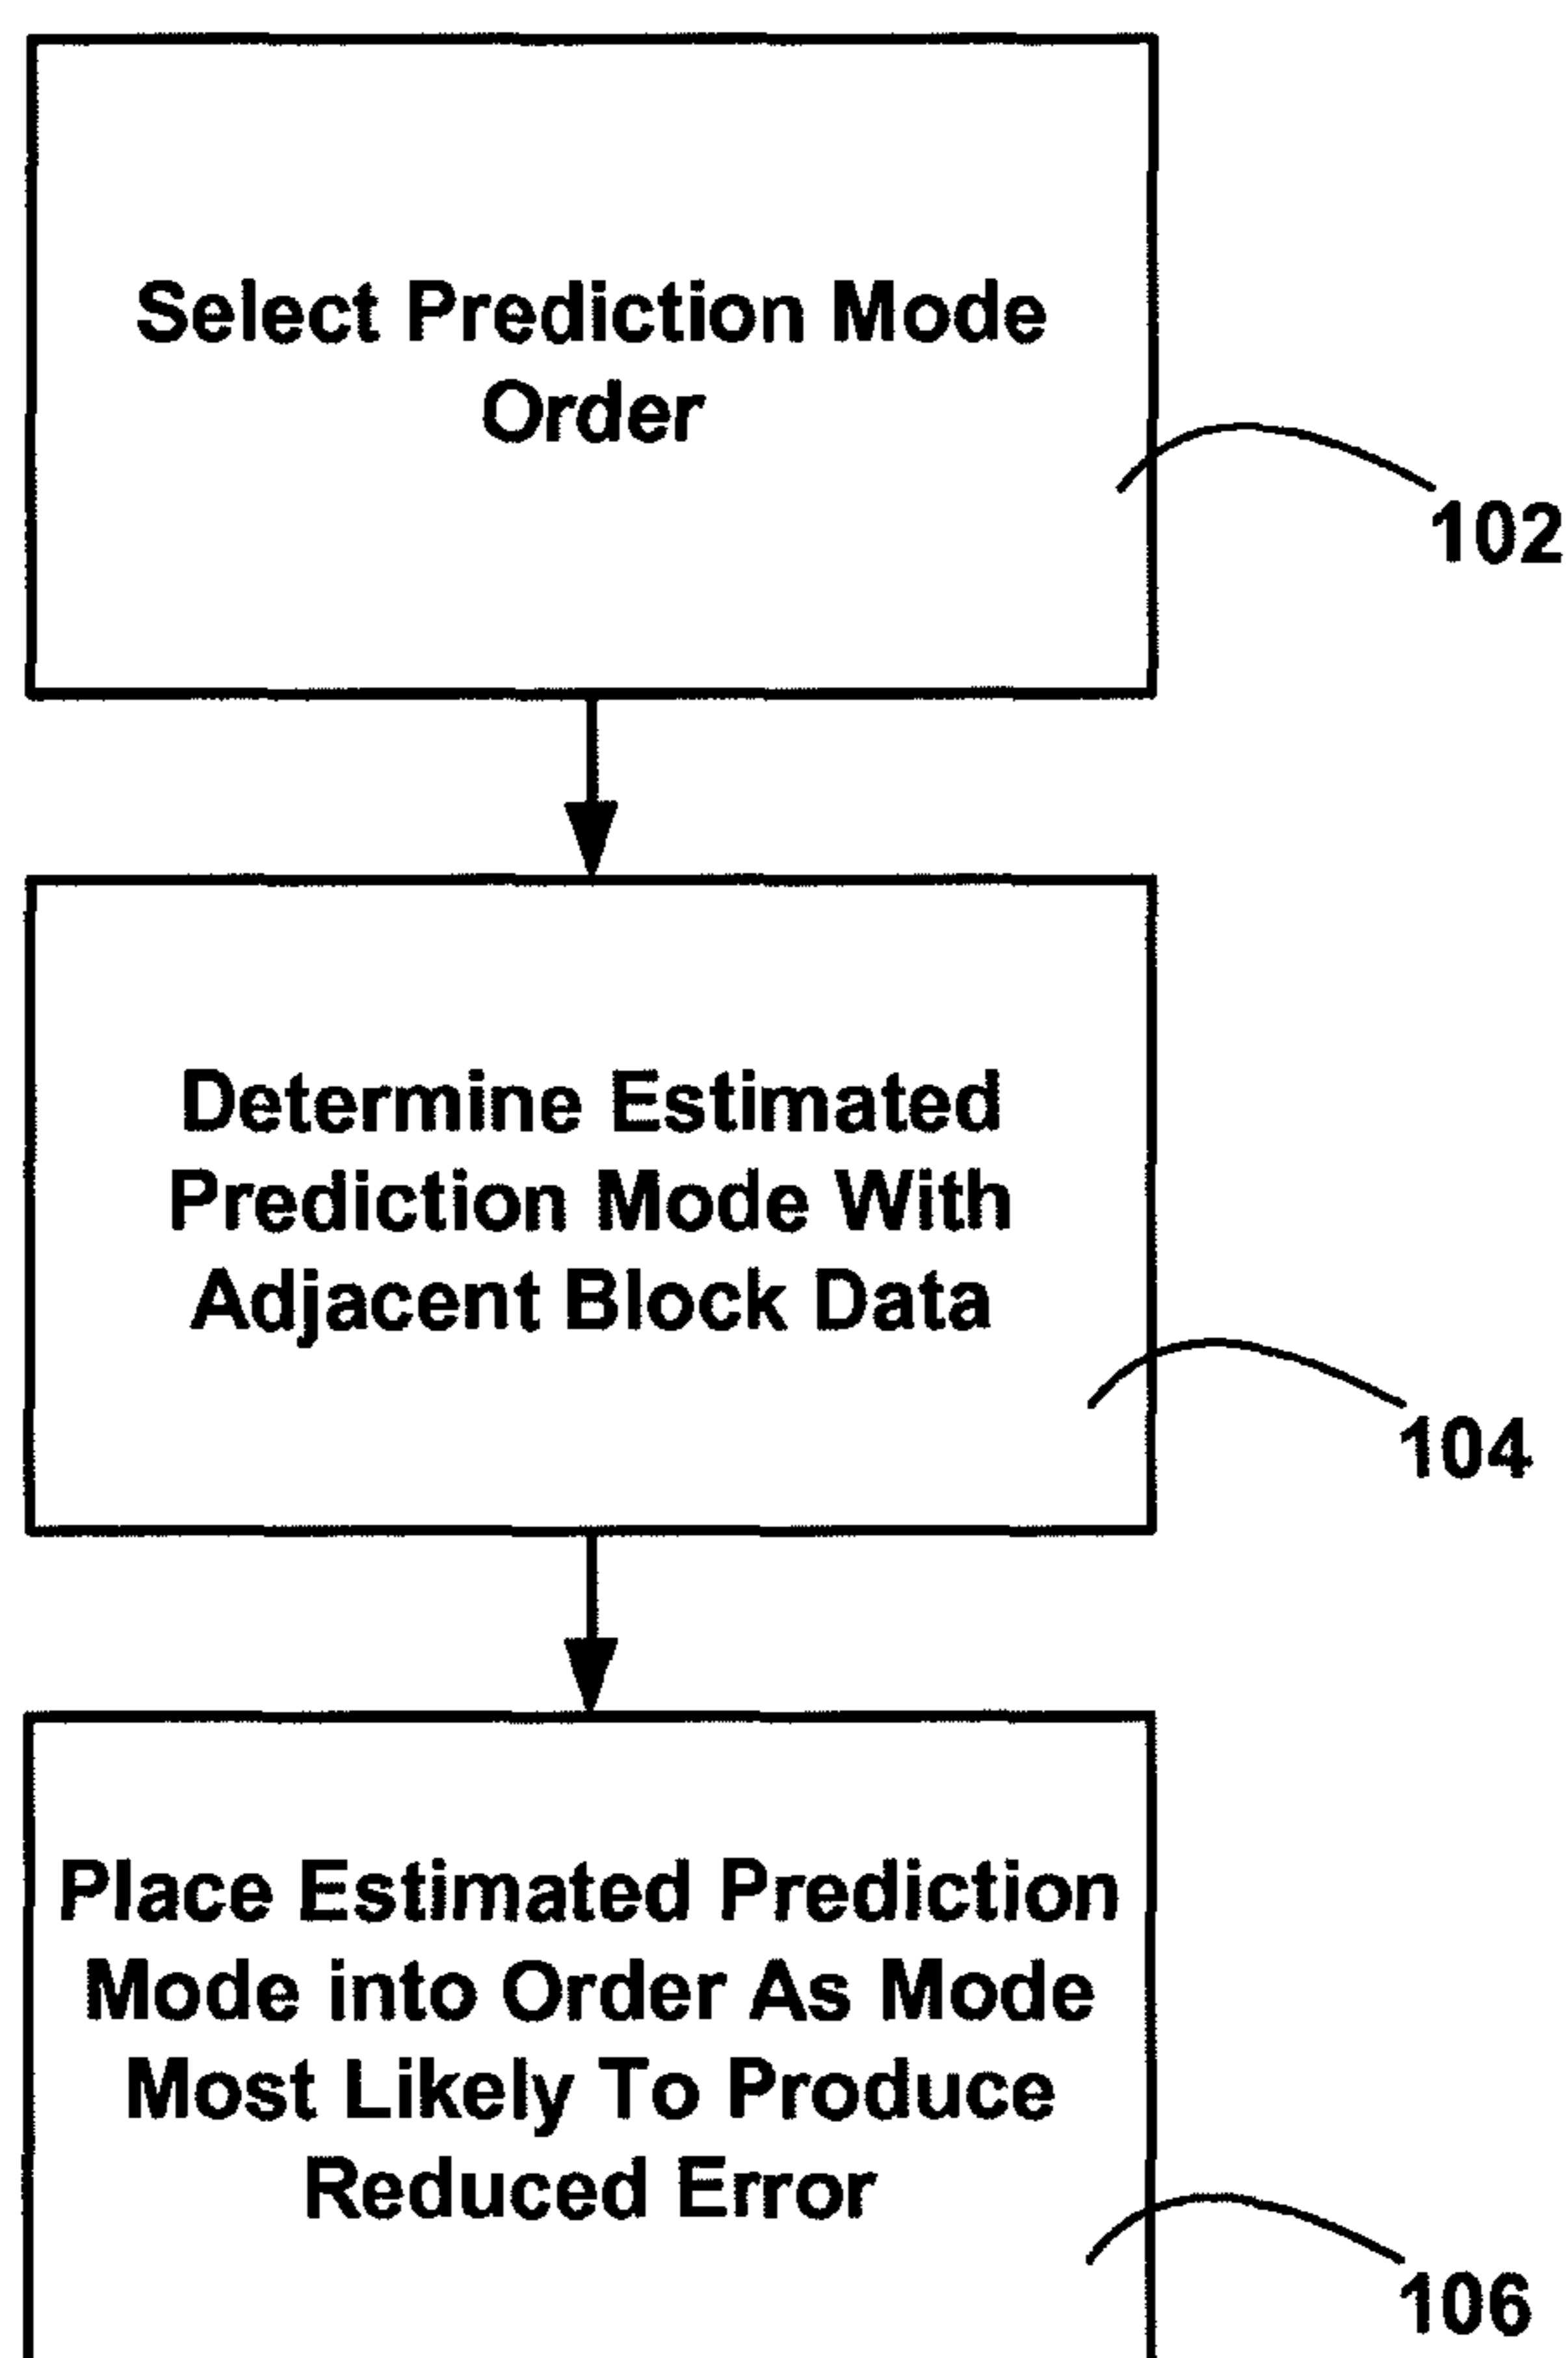 Select Prediction Mode
Order
102
Determine Estimated
Prediction Mode With
Adjacent Block Data
104
Place Estimated Prediction
Mode into Order As Mode
Most Likely To Produce
Reduced Error
106